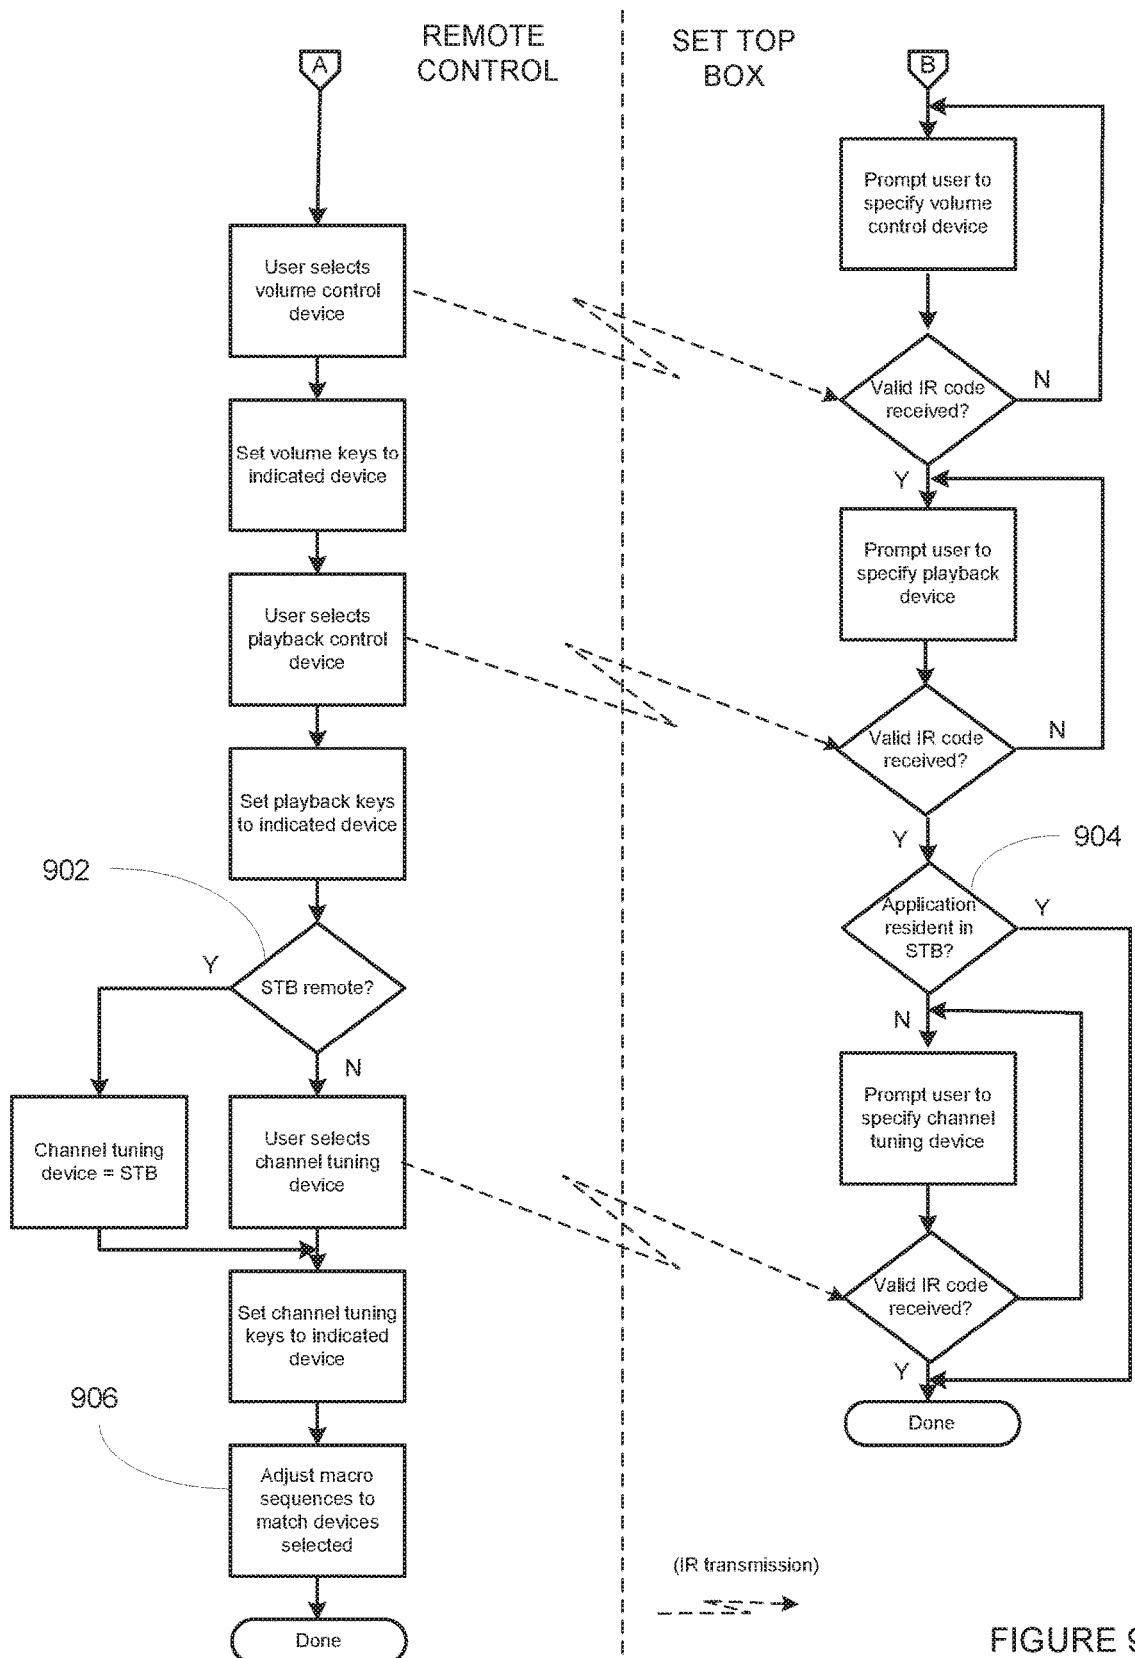 REMOTE
CONTROL
A
User selects
volume control
device
Set volume keys to
indicated device
User selects
playback control
device
Set playback keys
to indicated device
902
STB remote?
Y
N
Channel tuning
device = STB
User selects
channel tuning
device
Set channel tuning
keys to indicated
device
906
Adjust macro
sequences to
match devices
selected
Done
SET TOP
BOX
B
Prompt user to
specify volume
control device
Valid IR code
received?
N
Y
Prompt user to
specify playback
device
Valid IR code
received?
N
Y
904
Application
resident in
STB?
Y
N
Prompt user to
specify channel
tuning device
Valid IR code
received?
Y
Done
(IR transmission)
FIGURE 9